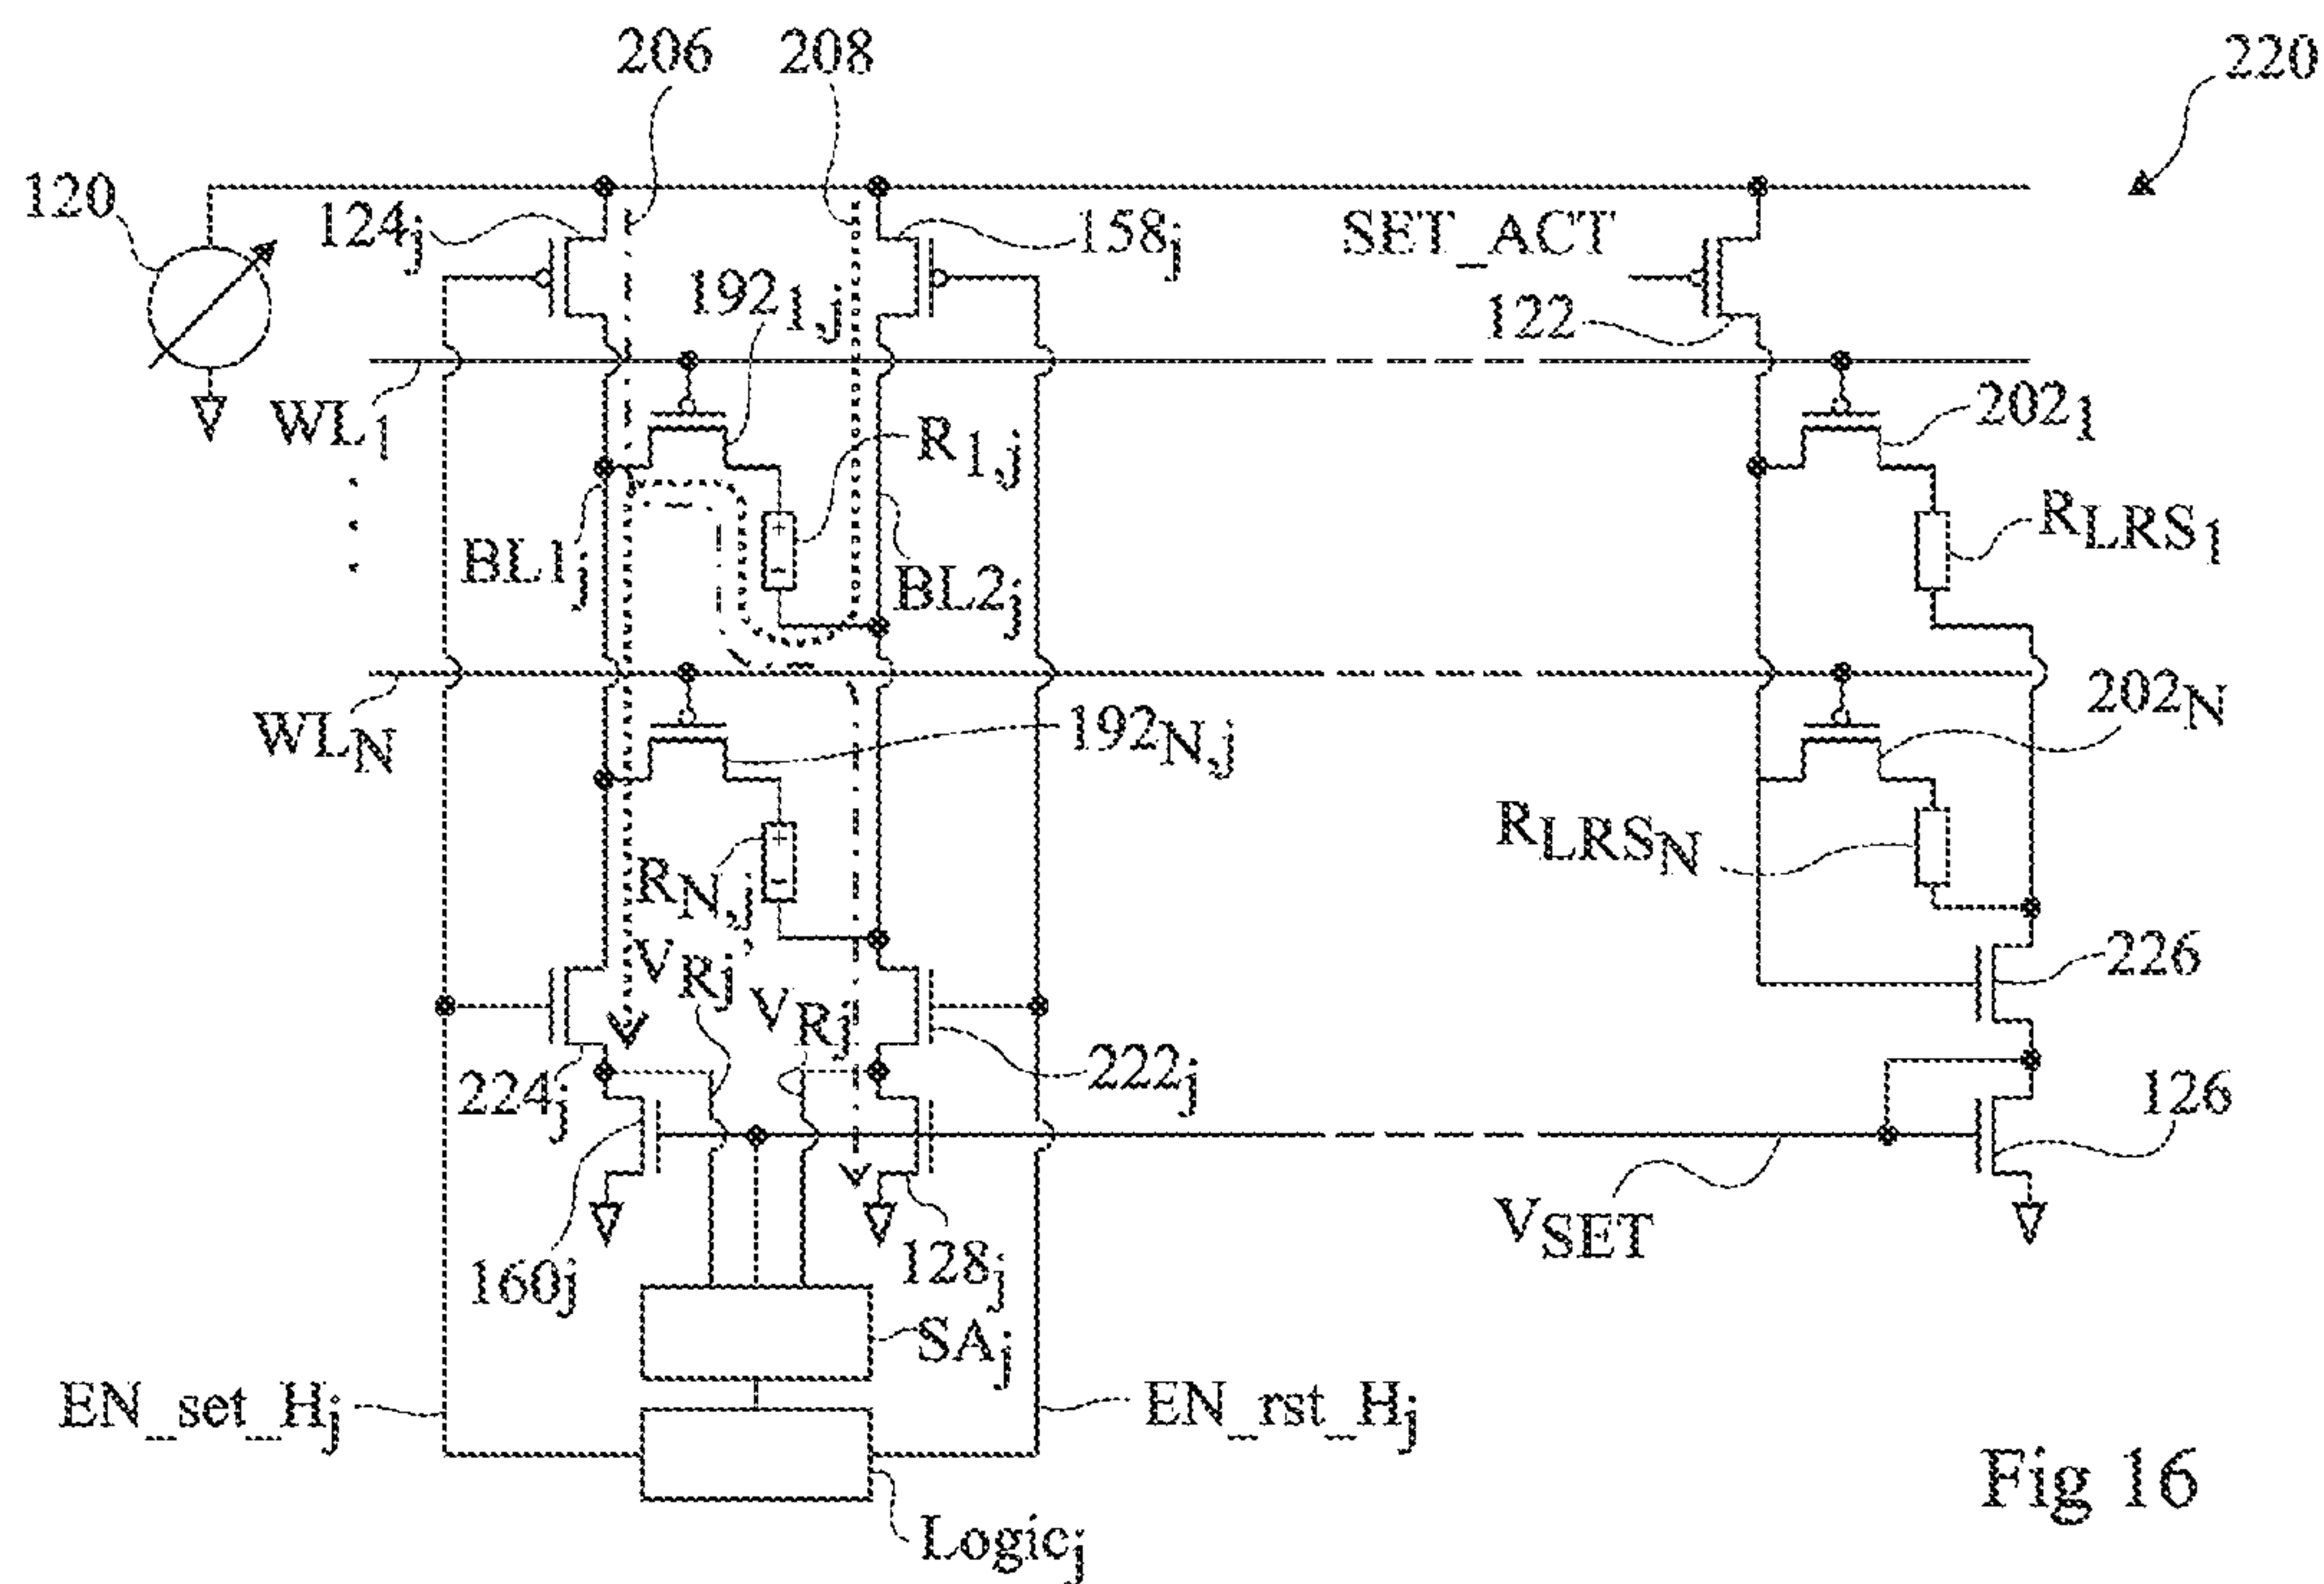 206
208
220
120
124j
158j
SET_ACT
1921,j
122
WL1
R1,j
2021
RLRS1
BL1j
BL2j
WLN
192N,j
202N
RN,j
RLRSN
VRj
VRj
226
224j
222j
126
VSET
160j
128j
SAj
EN_set_Hj
EN_rst_Hj
Logicj
Fig 16